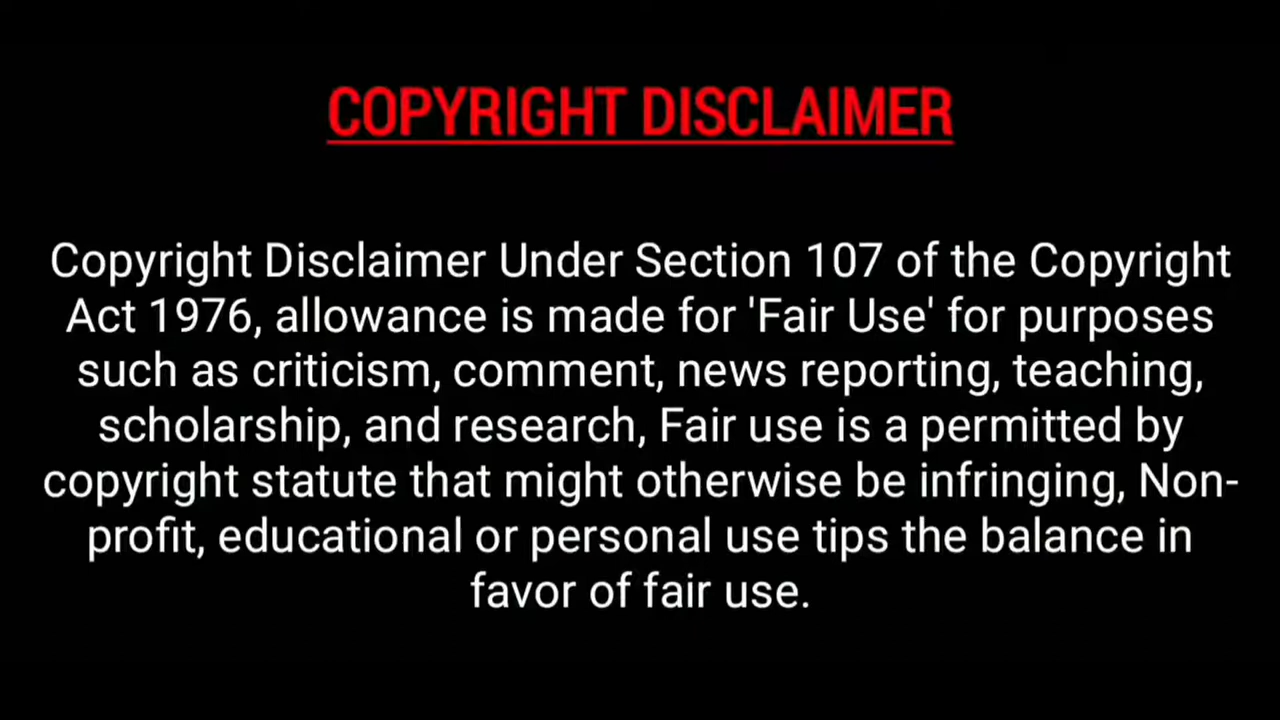 COPYRIGHT DISCLAIMER
Copyright Disclaimer Under Section 107 of the Copyright
Act 1976, allowance is made for 'Fair Use' for purposes
such as criticism, comment, news reporting, teaching,
scholarship, and research, Fair use is a permitted by
copyright statute that might otherwise be infringing, Non-
profit, educational or personal use tips the balance in
favor of fair use.